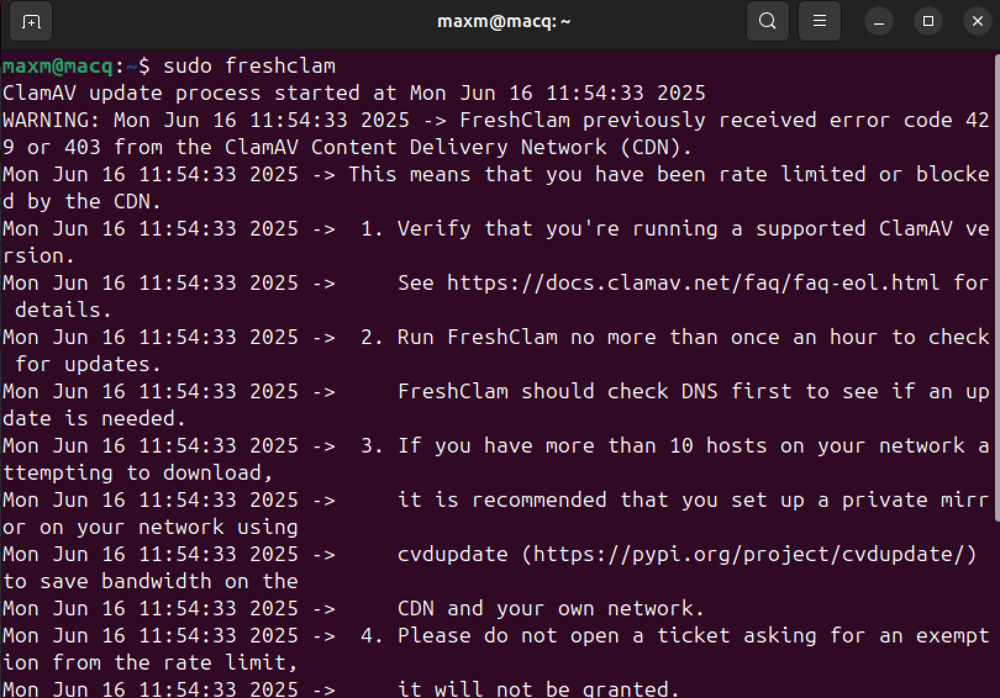 maxm@macq: ~
maxm@macq:~$ sudo freshclam
ClamAV update process started at Mon Jun 16 11:54:33 2025
WARNING: Mon Jun 16 11:54:33 2025 -> FreshClam previously received error code 42
9 or 403 from the ClamAV Content Delivery Network (CDN).
Mon Jun 16 11:54:33 2025 -> This means that you have been rate limited or blocke
d by the CDN.
Mon Jun 16 11:54:33 2025 ->  1. Verify that you're running a supported ClamAV ve
rsion.
Mon Jun 16 11:54:33 2025 ->     See https://docs.clamav.net/faq/faq-eol.html for
 details.
Mon Jun 16 11:54:33 2025 ->  2. Run FreshClam no more than once an hour to check
 for updates.
Mon Jun 16 11:54:33 2025 ->     FreshClam should check DNS first to see if an up
date is needed.
Mon Jun 16 11:54:33 2025 ->  3. If you have more than 10 hosts on your network a
ttempting to download,
Mon Jun 16 11:54:33 2025 ->     it is recommended that you set up a private mirr
or on your network using
Mon Jun 16 11:54:33 2025 ->     cvdupdate (https://pypi.org/project/cvdupdate/)
to save bandwidth on the
Mon Jun 16 11:54:33 2025 ->     CDN and your own network.
Mon Jun 16 11:54:33 2025 ->  4. Please do not open a ticket asking for an exempt
ion from the rate limit,
Mon Jun 16 11:54:33 2025 ->     it will not be granted.